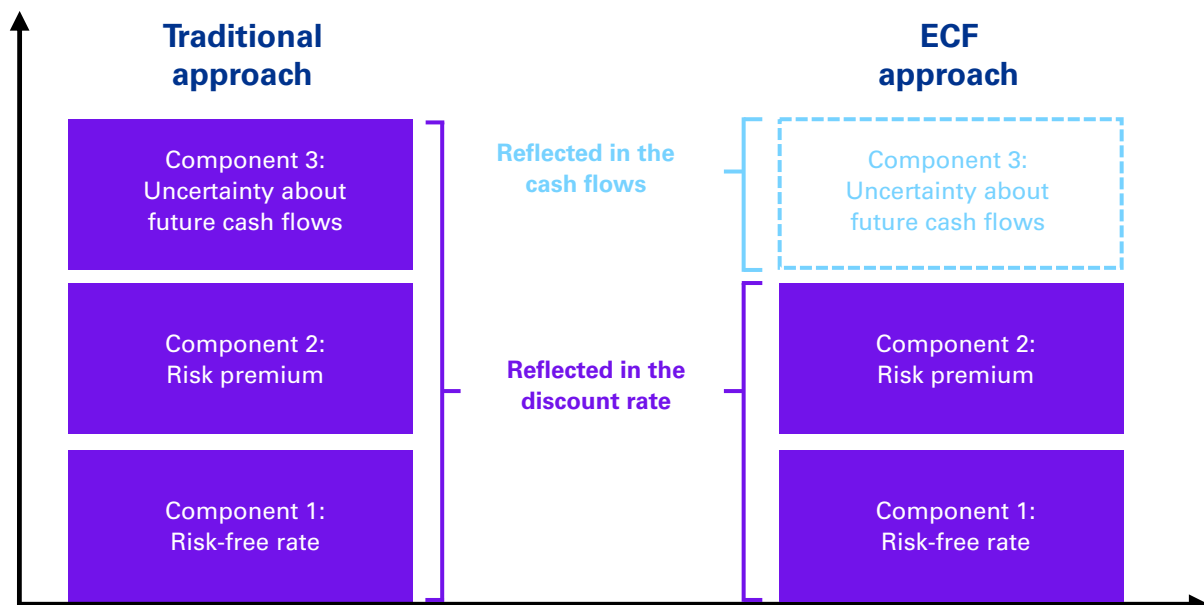 Traditional
approach
ECF
approach
Component 3:
Uncertainty about
future cash flows
Reflected in the
cash flows
Component 3:
Uncertainty about
future cash flows
Component 2:
Risk premium
Reflected in the
discount rate
Component 2:
Risk premium
Component 1:
Risk-free rate
Component 1:
Risk-free rate